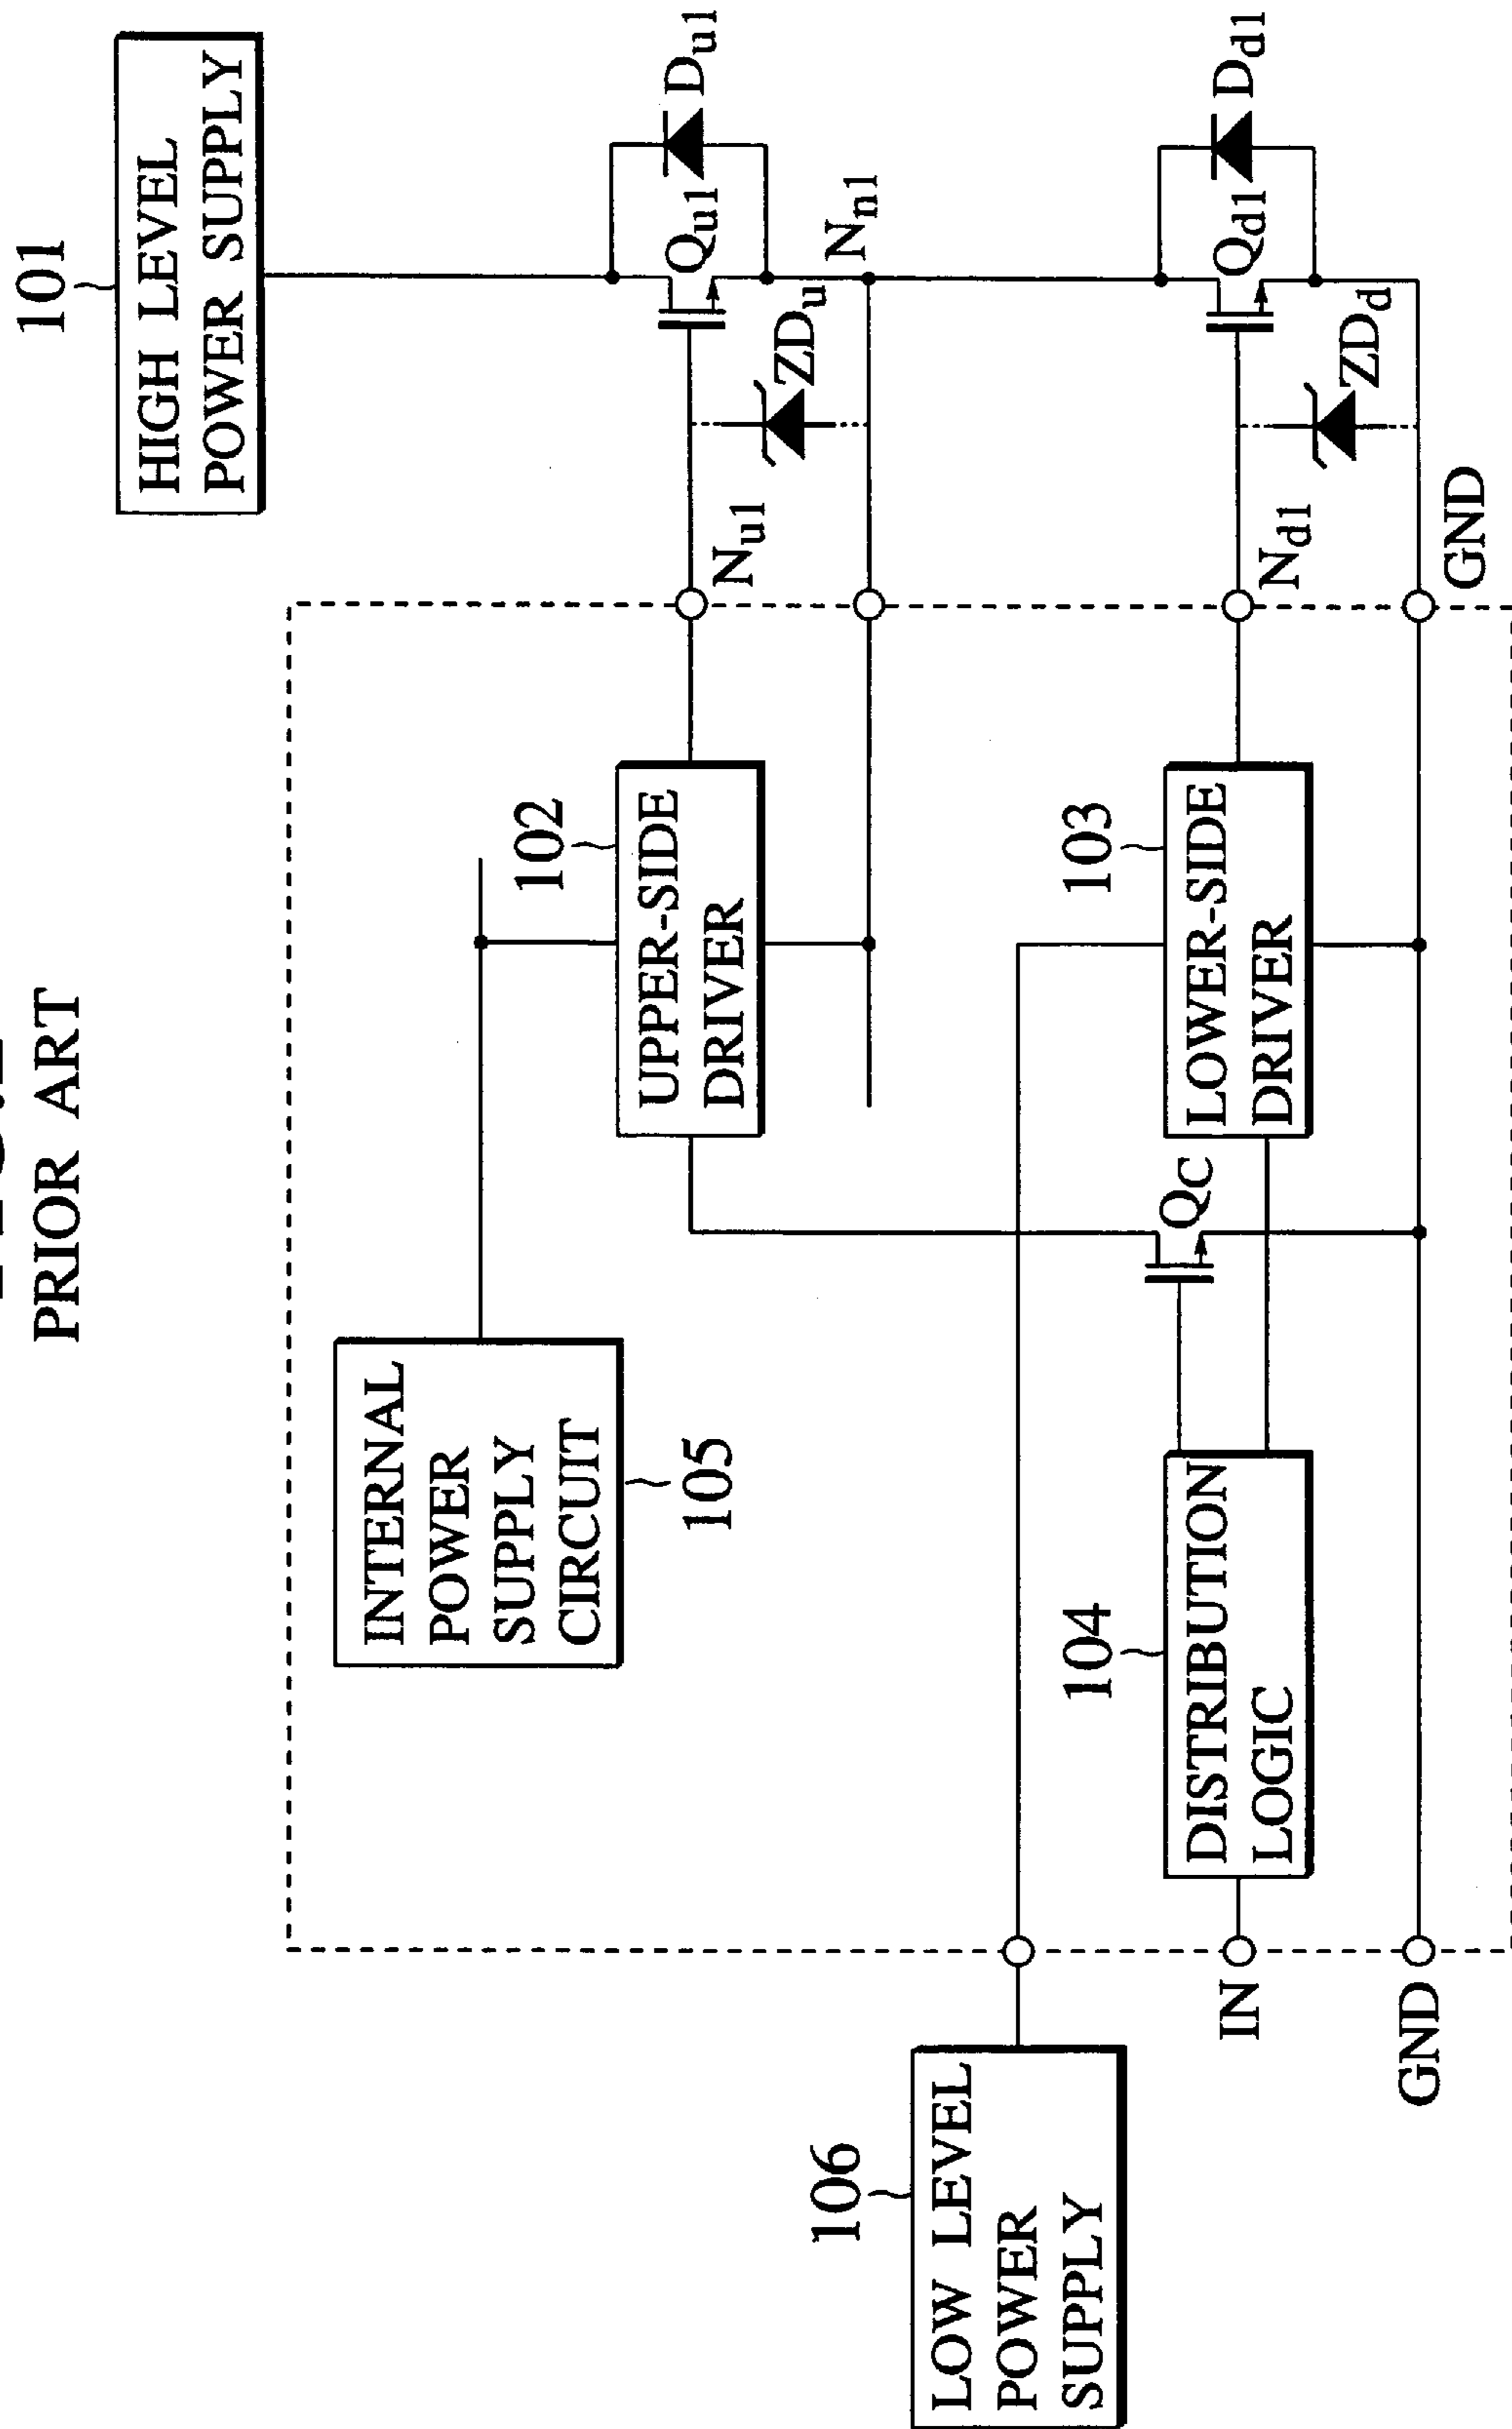 PRIOR ART
101
HIGH LEVEL
POWER SUPPLY
INTERNAL
POWER
SUPPLY
CIRCUIT
105
102
UPPER-SIDE
DRIVER
Nu1
ZDu
Qu1
Du1
Nn1
106
LOW LEVEL
POWER
SUPPLY
IN
GND
104
DISTRIBUTION
LOGIC
QC
103
LOWER-SIDE
DRIVER
Nd1
ZDd
Qd1
Dd1
GND